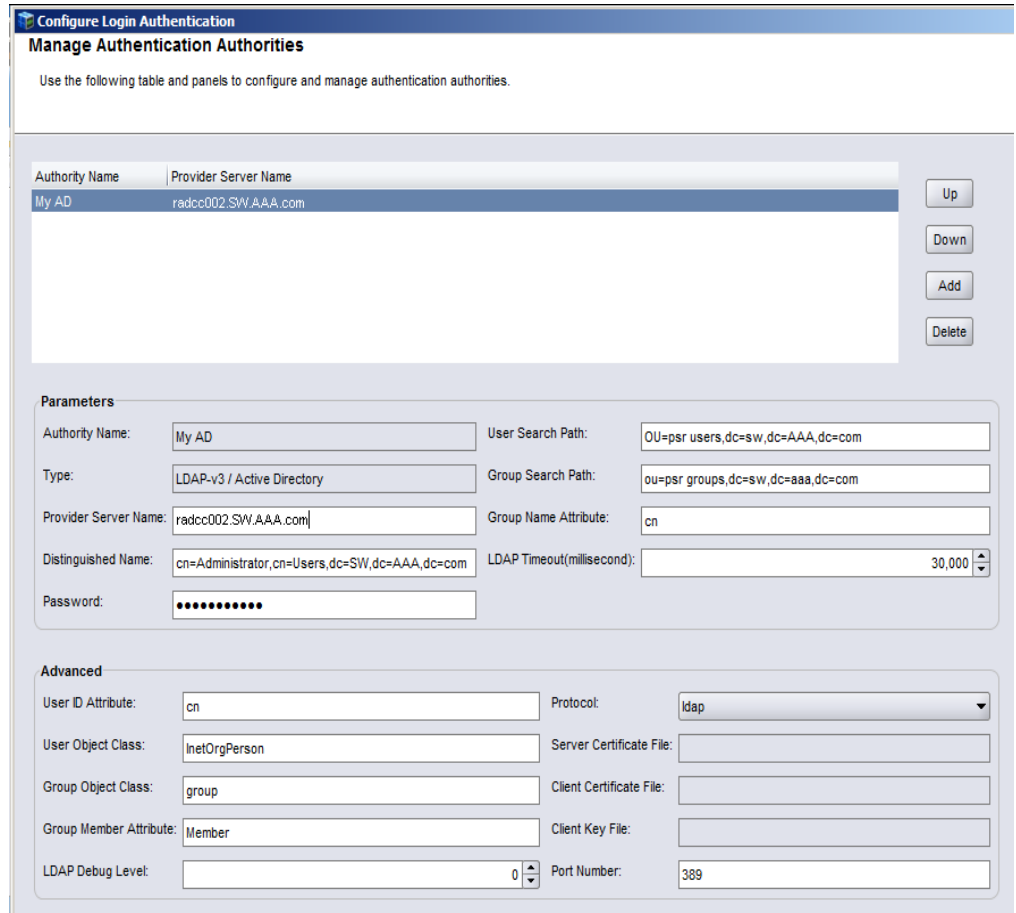 Configure Login Authentication
Manage Authentication Authorities
Use the following table and panels to configure and manage authentication authorities.
Authority Name Provider Server Name
My AD radcc002.SW.AAA.com
Up
Down
Add
Delete
Parameters
Authority Name: My AD User Search Path: OU=psr users,dc=sw,dc=AAA,dc=com
Type: LDAP-v3 / Active Directory Group Search Path: ou=psr groups,dc=sw,dc=aaa,dc=com
Provider Server Name: radcc002.SW.AAA.com Group Name Attribute: cn
Distinguished Name: cn=Administrator,cn=Users,dc=SW,dc=AAA,dc=com LDAP Timeout(millisecond): 30,000
Password: •••••••••••
Advanced
User ID Attribute: cn Protocol: ldap
User Object Class: InetOrgPerson Server Certificate File:
Group Object Class: group Client Certificate File:
Group Member Attribute: Member Client Key File:
LDAP Debug Level: 0 Port Number: 389